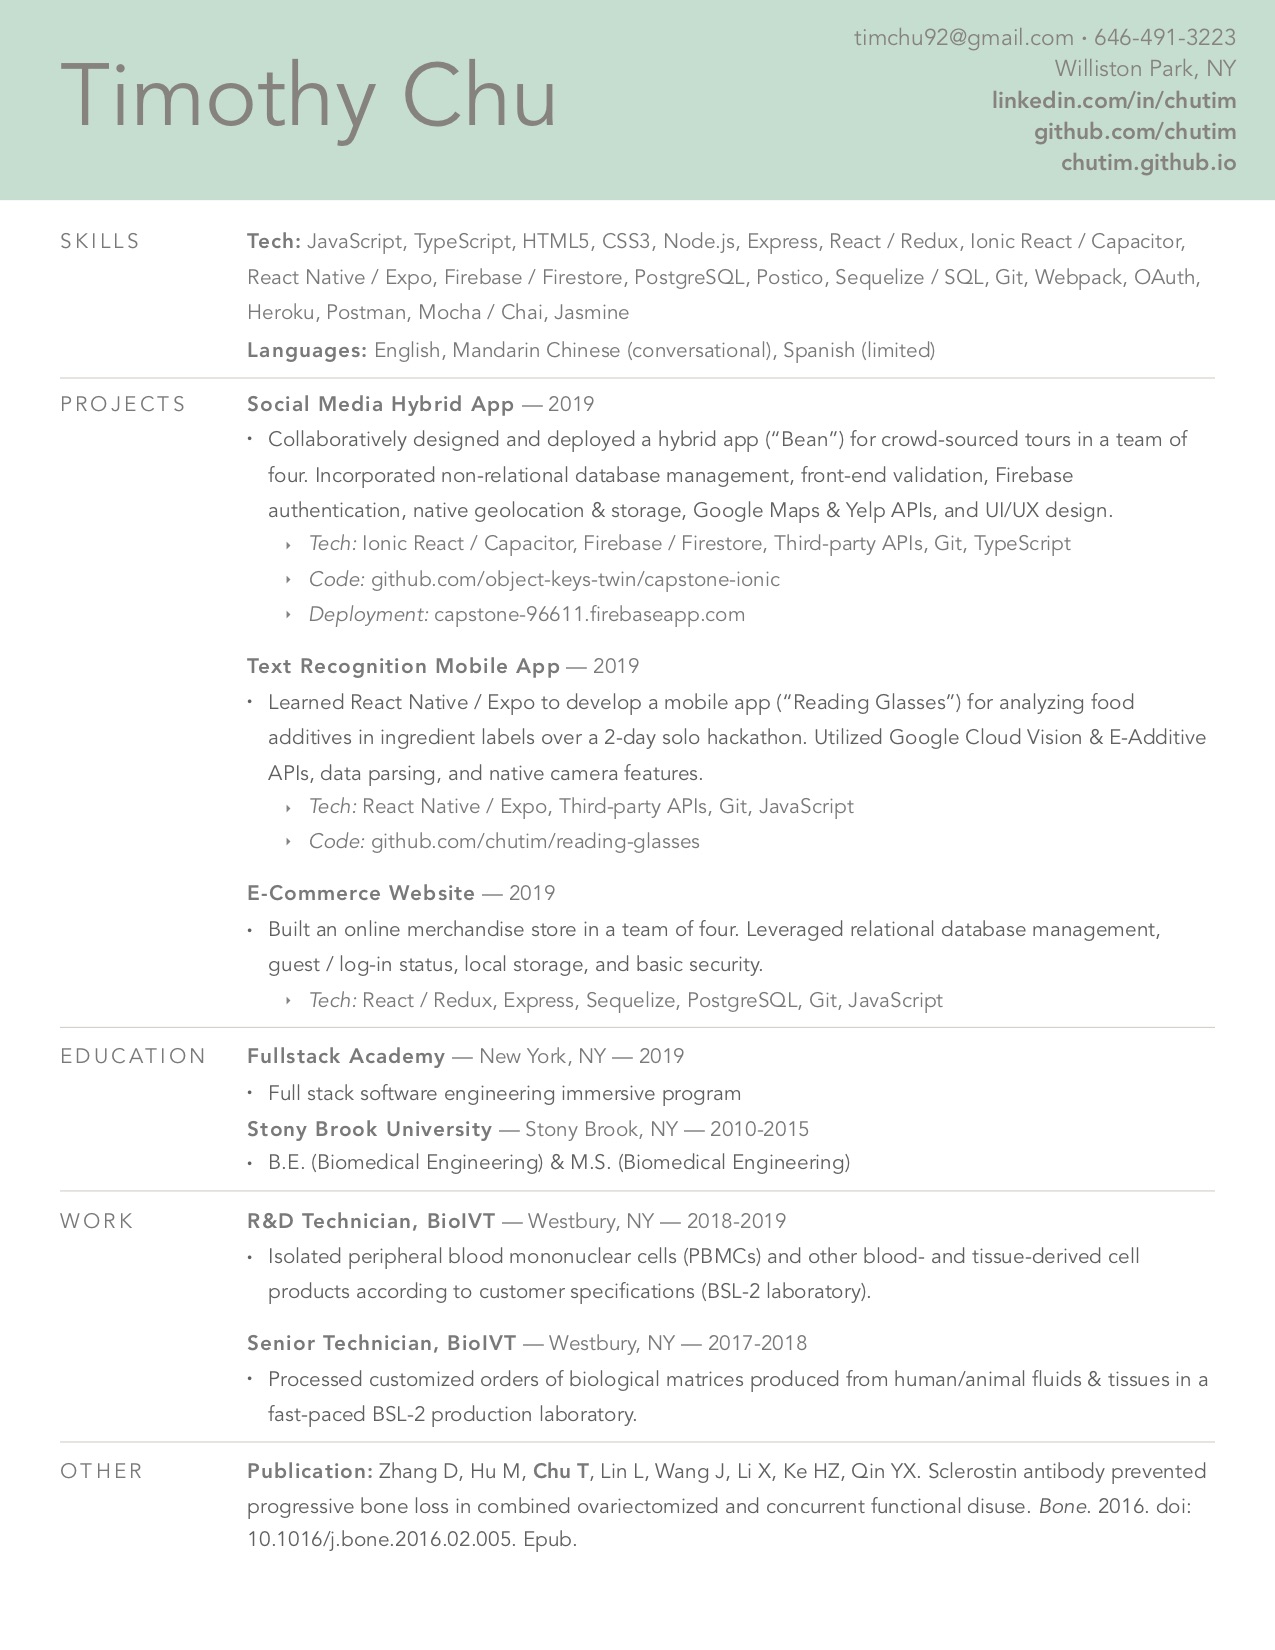 Timothy Chu
timchu92@gmail.com · 646-491-3223
Williston Park, NY
linkedin.com/in/chutim
github.com/chutim
chutim.github.io
SKILLS
Tech: JavaScript, TypeScript, HTML5, CSS3, Node.js, Express, React / Redux, Ionic React / Capacitor,
React Native / Expo, Firebase / Firestore, PostgreSQL, Postico, Sequelize / SQL, Git, Webpack, OAuth,
Heroku, Postman, Mocha / Chai, Jasmine
Languages: English, Mandarin Chinese (conversational), Spanish (limited)
PROJECTS
Social Media Hybrid App — 2019
· Collaboratively designed and deployed a hybrid app (“Bean”) for crowd-sourced tours in a team of
four. Incorporated non-relational database management, front-end validation, Firebase
authentication, native geolocation & storage, Google Maps & Yelp APIs, and UI/UX design.
‣ Tech: Ionic React / Capacitor, Firebase / Firestore, Third-party APIs, Git, TypeScript
‣ Code: github.com/object-keys-twin/capstone-ionic
‣ Deployment: capstone-96611.firebaseapp.com
Text Recognition Mobile App — 2019
· Learned React Native / Expo to develop a mobile app (“Reading Glasses”) for analyzing food
additives in ingredient labels over a 2-day solo hackathon. Utilized Google Cloud Vision & E-Additive
APIs, data parsing, and native camera features.
‣ Tech: React Native / Expo, Third-party APIs, Git, JavaScript
‣ Code: github.com/chutim/reading-glasses
E-Commerce Website — 2019
· Built an online merchandise store in a team of four. Leveraged relational database management,
guest / log-in status, local storage, and basic security.
‣ Tech: React / Redux, Express, Sequelize, PostgreSQL, Git, JavaScript
EDUCATION
Fullstack Academy — New York, NY — 2019
· Full stack software engineering immersive program
Stony Brook University — Stony Brook, NY — 2010-2015
· B.E. (Biomedical Engineering) & M.S. (Biomedical Engineering)
WORK
R&D Technician, BioIVT — Westbury, NY — 2018-2019
· Isolated peripheral blood mononuclear cells (PBMCs) and other blood- and tissue-derived cell
products according to customer specifications (BSL-2 laboratory).
Senior Technician, BioIVT — Westbury, NY — 2017-2018
· Processed customized orders of biological matrices produced from human/animal fluids & tissues in a
fast-paced BSL-2 production laboratory.
OTHER
Publication: Zhang D, Hu M, Chu T, Lin L, Wang J, Li X, Ke HZ, Qin YX. Sclerostin antibody prevented
progressive bone loss in combined ovariectomized and concurrent functional disuse. Bone. 2016. doi:
10.1016/j.bone.2016.02.005. Epub.